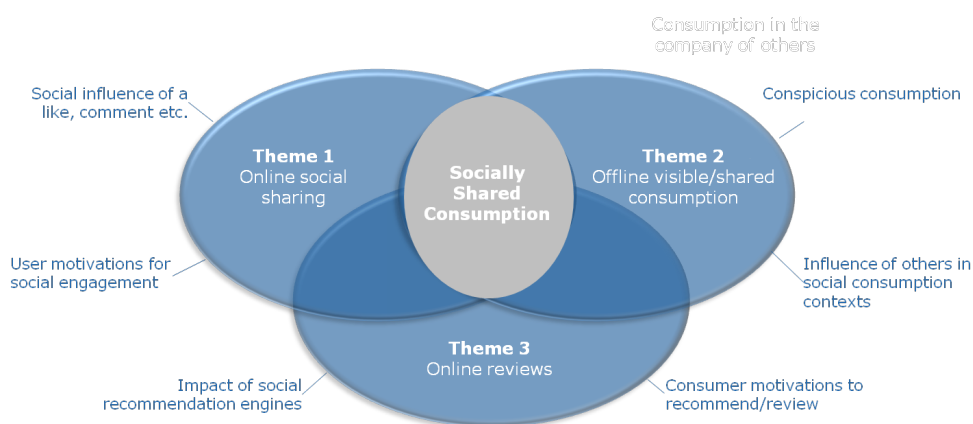 Consumption in the
company of others
Social influence of a
like, comment etc.
Conspicious consumption
Theme 1
Online social
sharing
Socially
Shared
Consumption
Theme 2
Offline visible/shared
consumption
User motivations for
social engagement
Influence of others in
social consumption
contexts
Theme 3
Online reviews
Impact of social
recommendation engines
Consumer motivations to
recommend/review